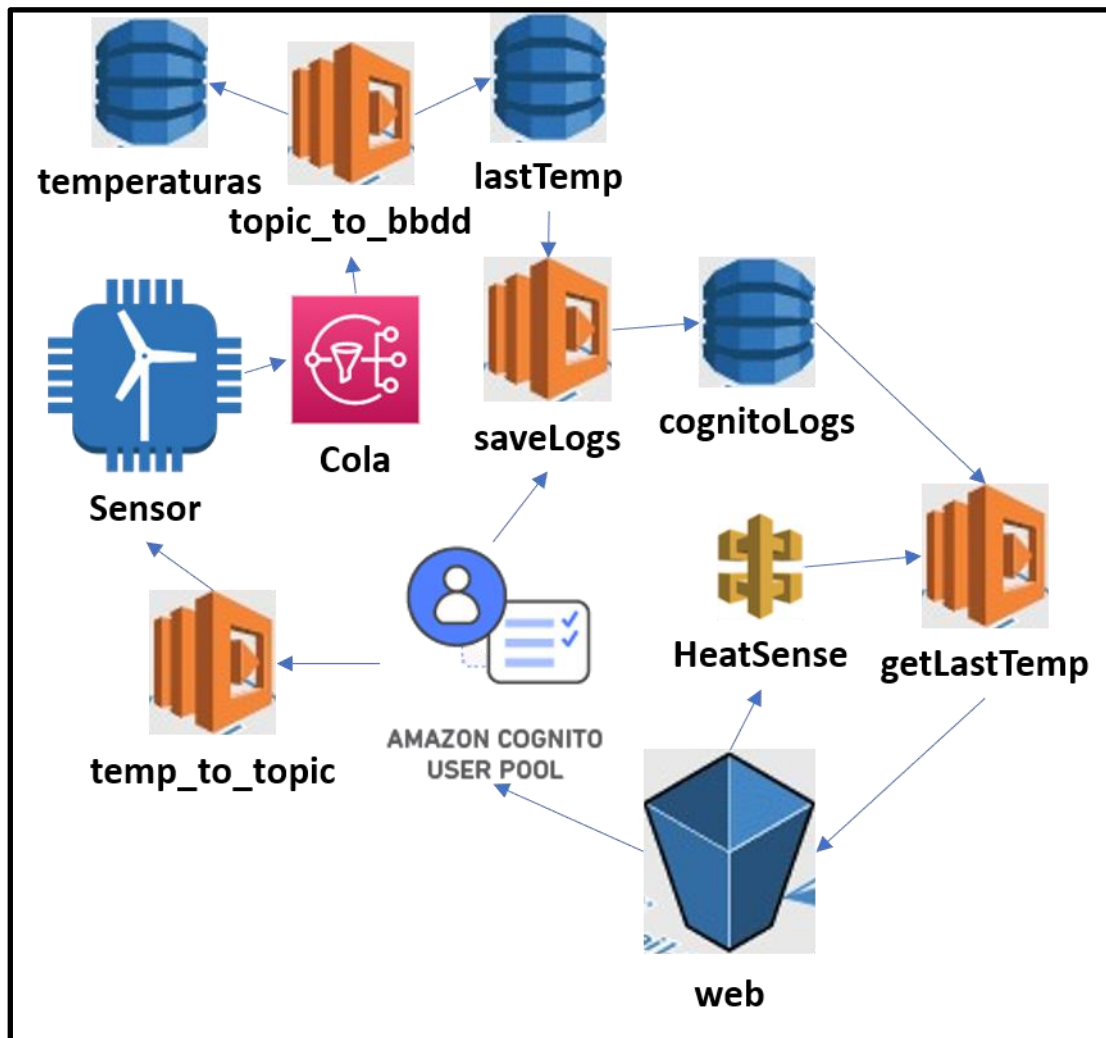 temperaturas
topic_to_bbdd
lastTemp
Sensor
Cola
saveLogs
cognitoLogs
temp_to_topic
AMAZON COGNITO
USER POOL
HeatSense
getLastTemp
web